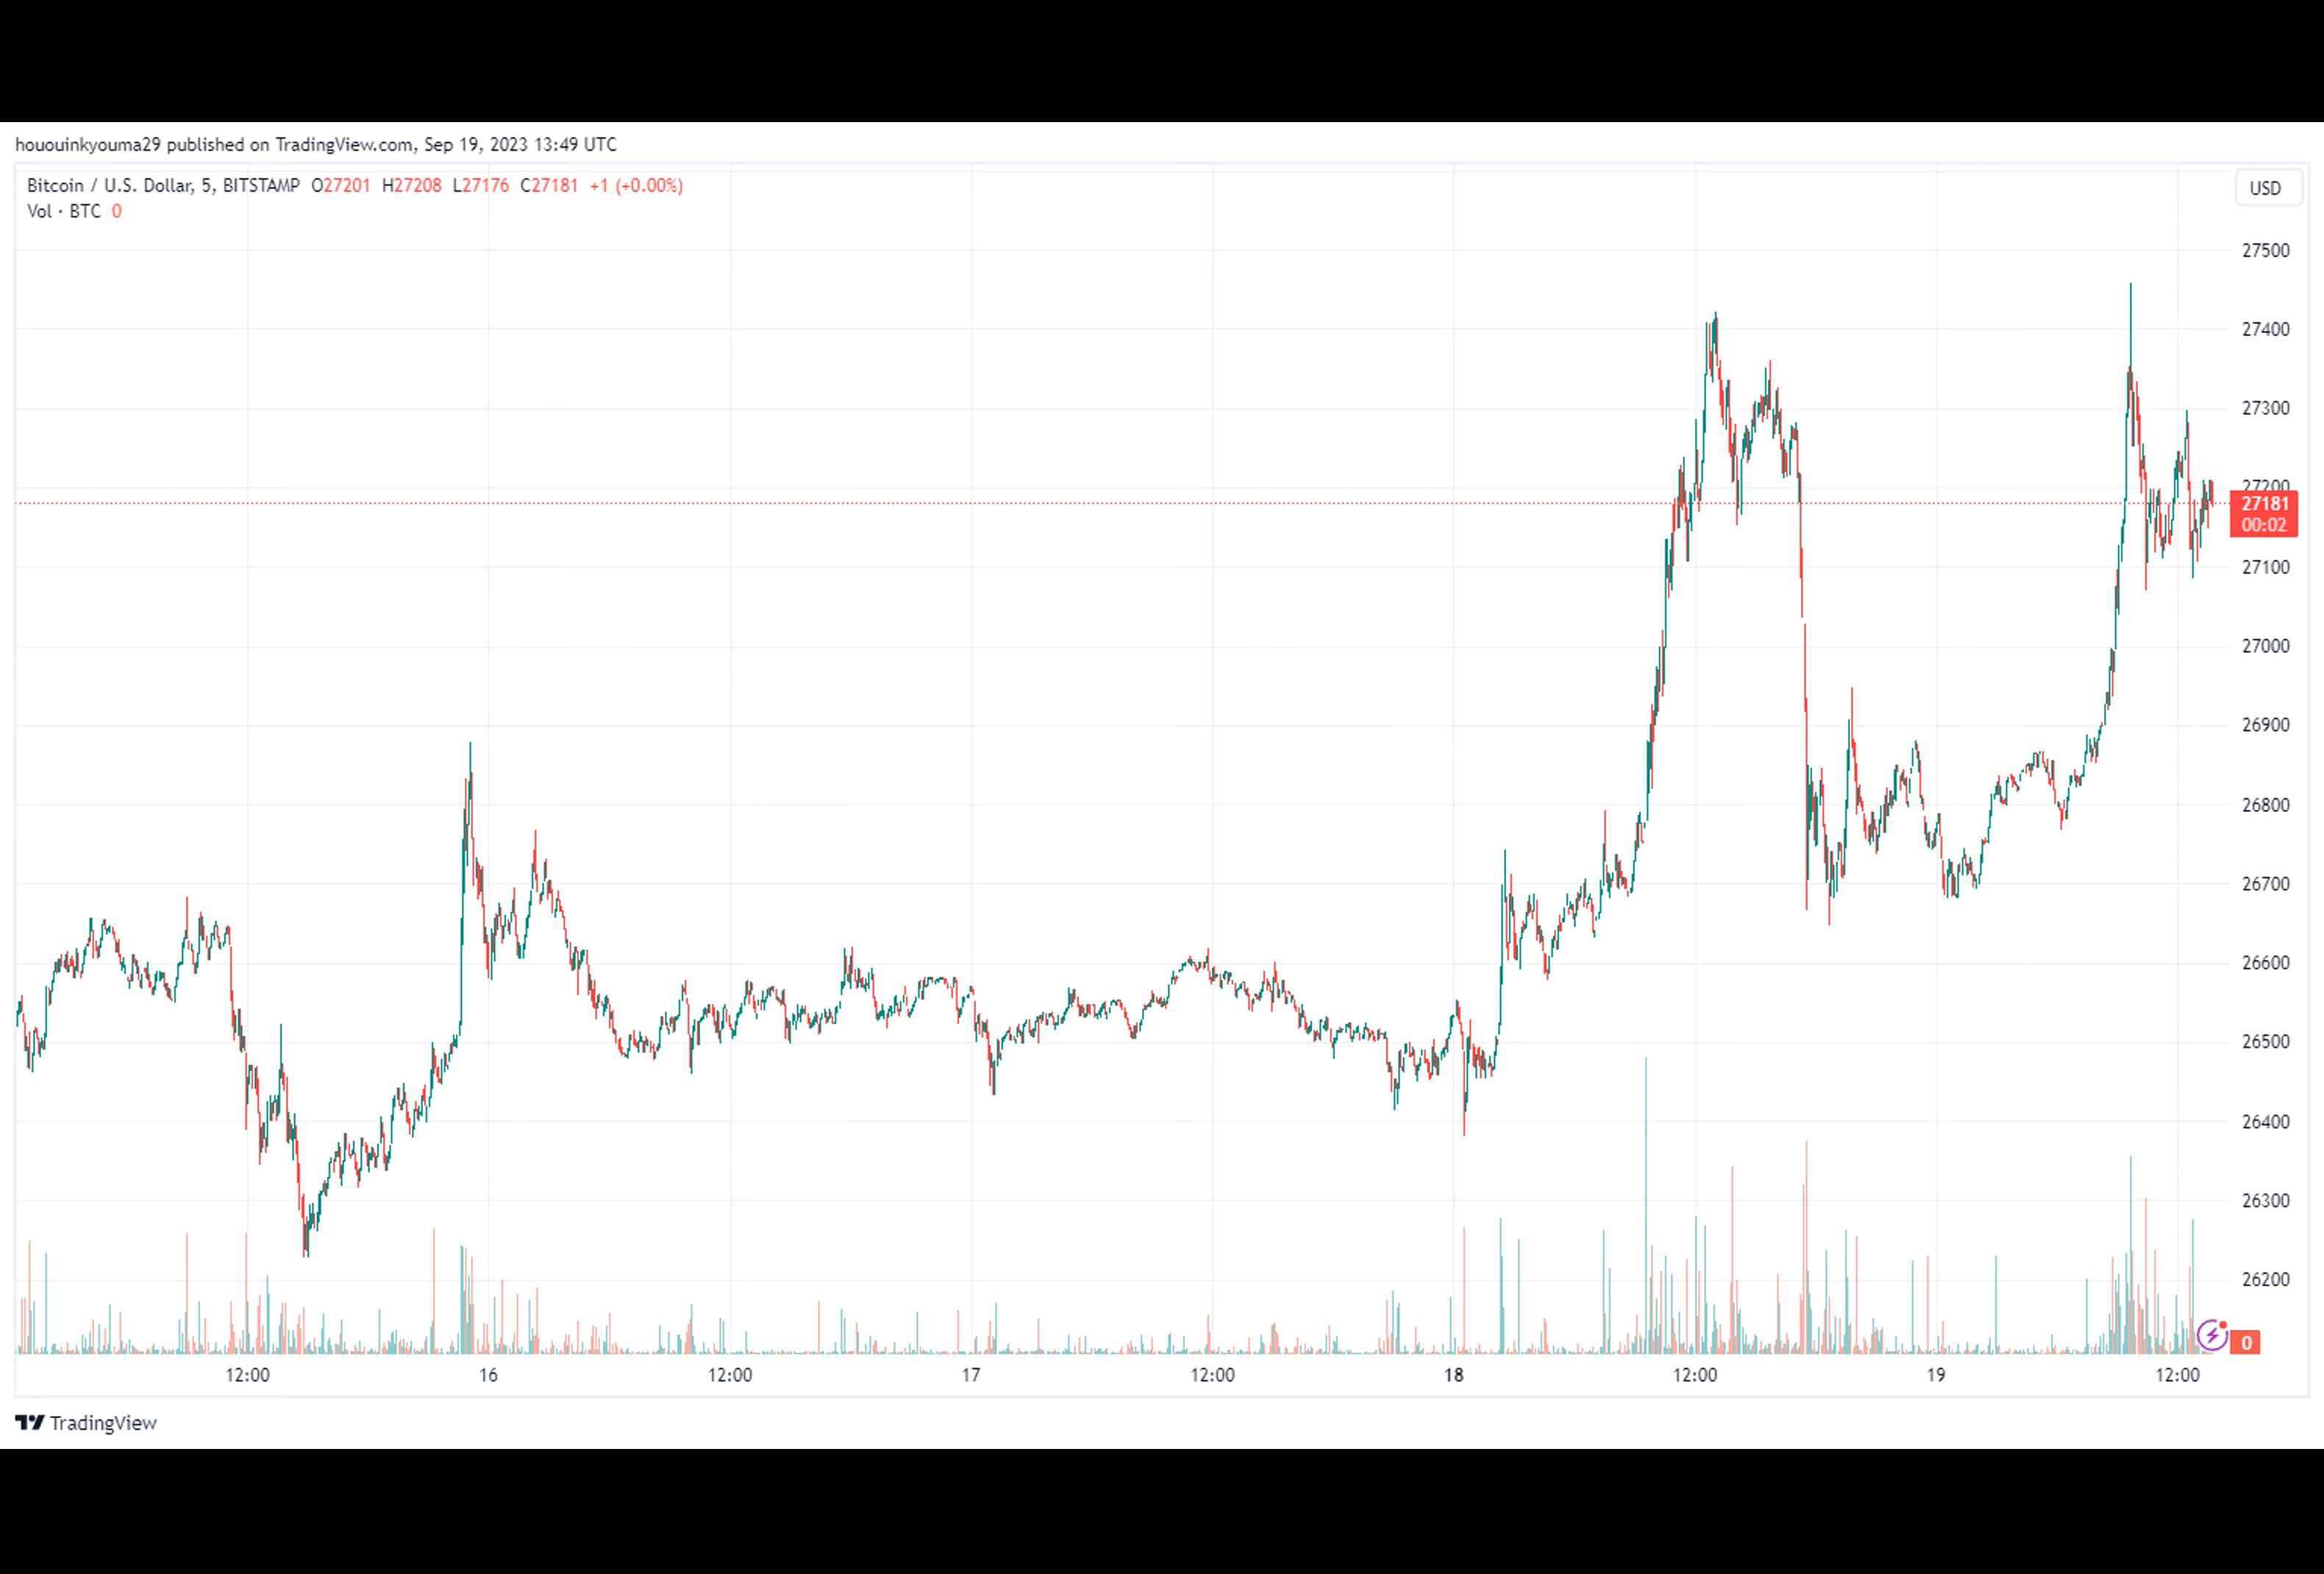 hououinkyouma29 published on TradingView.com, Sep 19, 2023 13:49 UTC
Bitcoin / U.S. Dollar, 5, BITSTAMP O27201 H27208 L27176 C27181 +1 (+0.00%)
Vol · BTC 0
USD
27500
27400
27300
27200
27181
00:02
27100
27000
26900
26800
26700
26600
26500
26400
26300
26200
0
12:00 16 12:00 17 12:00 18 12:00 19 12:00
TradingView